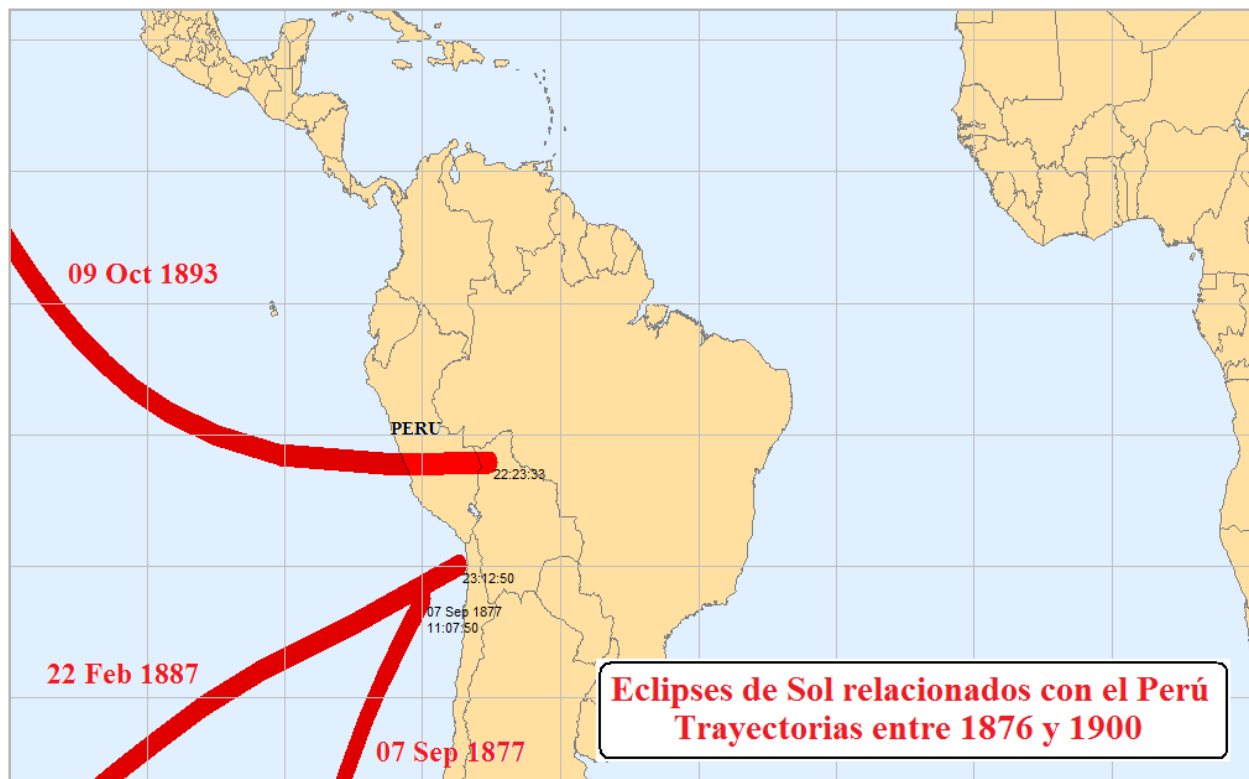 09 Oct 1893
PERU
22:23:33
23:12:50
07 Sep 1877
11:07:50
22 Feb 1887
Eclipses de Sol relacionados con el Perú
Trayectorias entre 1876 y 1900
07 Sep 1877